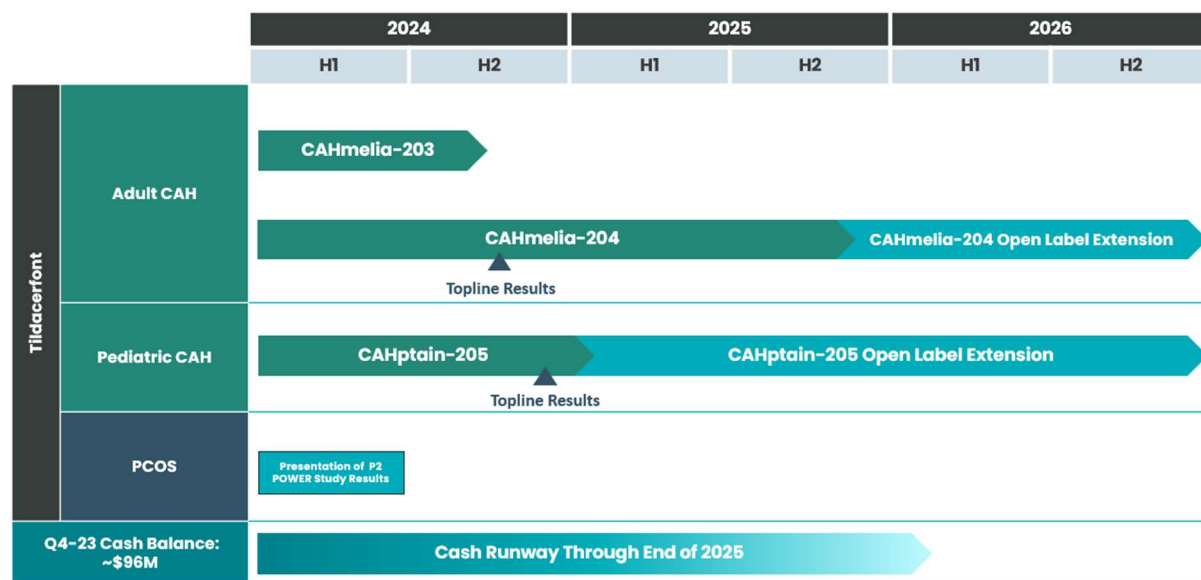 2024
2025
2026
H1
H2
H1
H2
H1
H2
Tildacerfont
Adult CAH
CAHmelia-203
CAHmelia-204
CAHmelia-204 Open Label Extension
Topline Results
Pediatric CAH
CAHptain-205
CAHptain-205 Open Label Extension
Topline Results
PCOS
Presentation of P2
POWER Study Results
Q4-23 Cash Balance:
~$96M
Cash Runway Through End of 2025